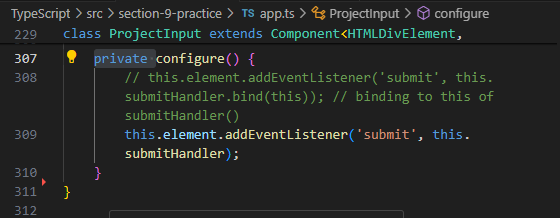 TypeScript > src > section-9-practice > TS app.ts > ProjectInput > configure
229 class ProjectInput extends Component<HTMLDivElement,
307 private configure() {
308 // this.element.addEventListener('submit', this.
submitHandler.bind(this)); // binding to this of
submitHandler()
309 this.element.addEventListener('submit', this.
submitHandler);
310 }
311 }
312